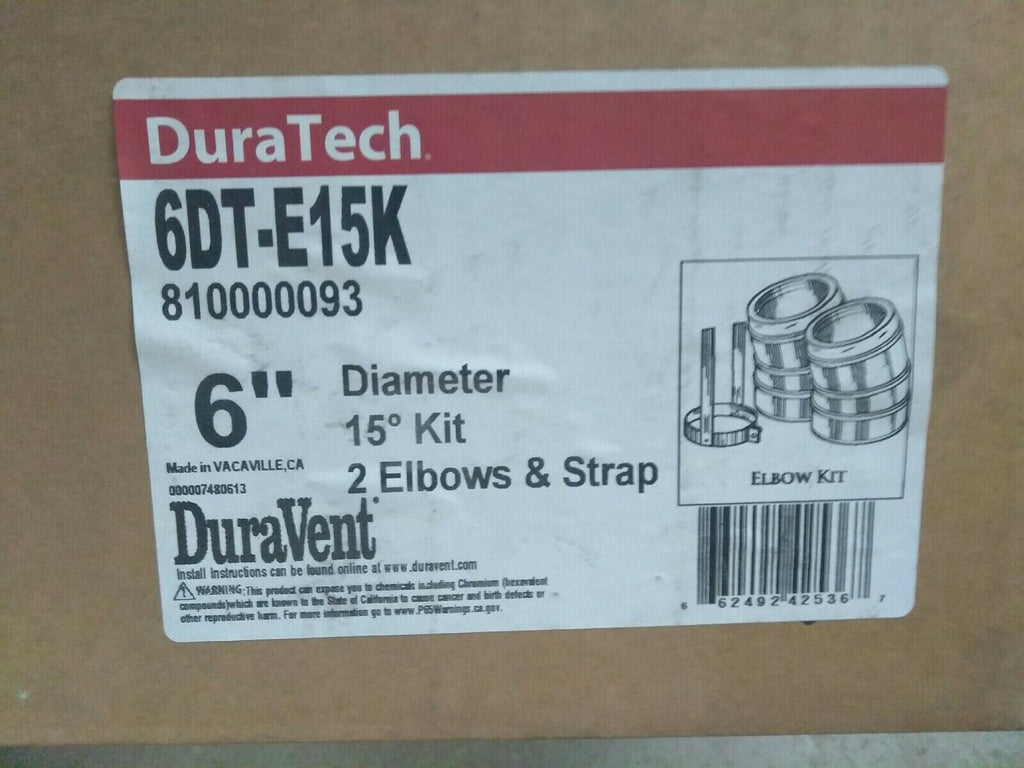 DuraTech®
6DT-E15K
810000093
6" Diameter
15° Kit
2 Elbows & Strap
Made in VACAVILLE,CA
000007480613
DuraVent®
Install Instructions can be found online at www.duravent.com
⚠ WARNING: This product can expose you to chemicals including Chromium (hexavalent
compounds)which are known to the State of California to cause cancer and birth defects or
other reproductive harm. For more information go to www.P65Warnings.ca.gov.
ELBOW KIT
6 62492 42536 7